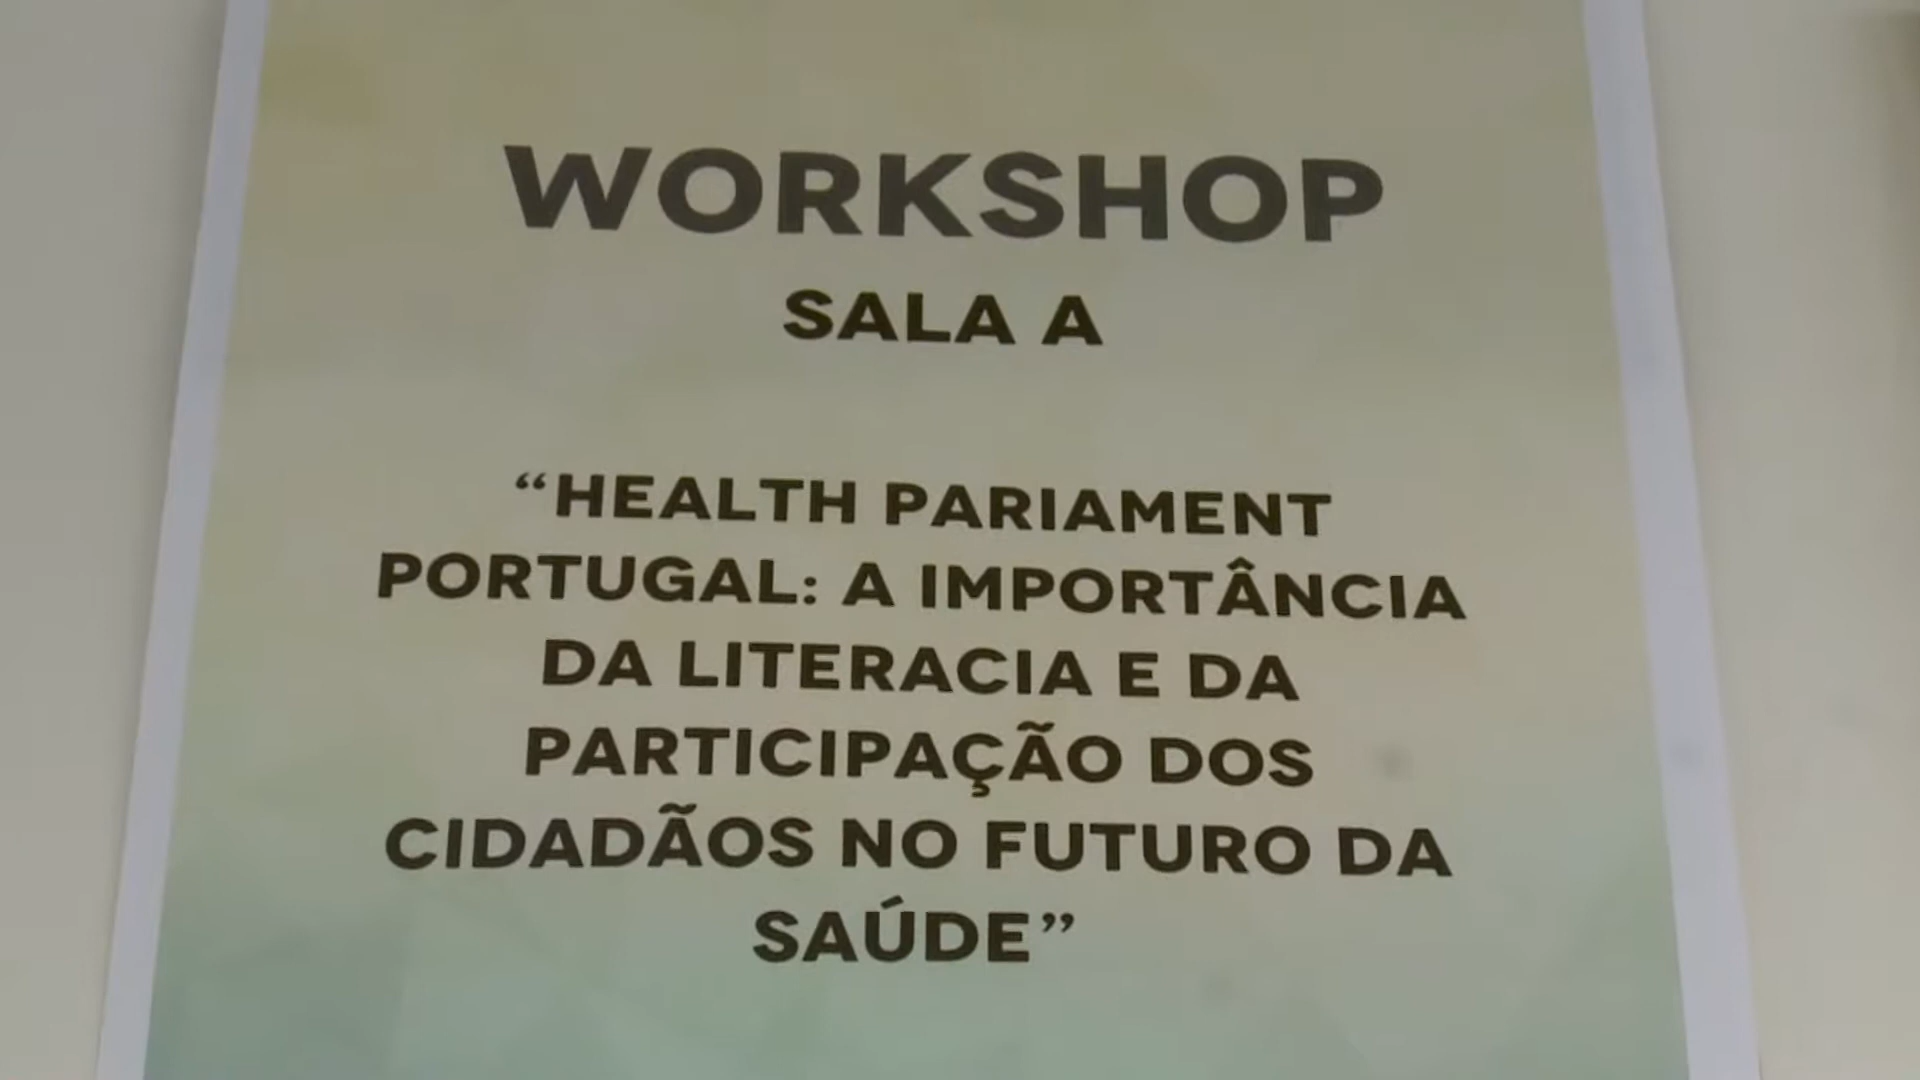 WORKSHOP
SALA A
“HEALTH PARIAMENT
PORTUGAL: A IMPORTÂNCIA
DA LITERACIA E DA
PARTICIPAÇÃO DOS
CIDADÃOS NO FUTURO DA
SAÚDE”